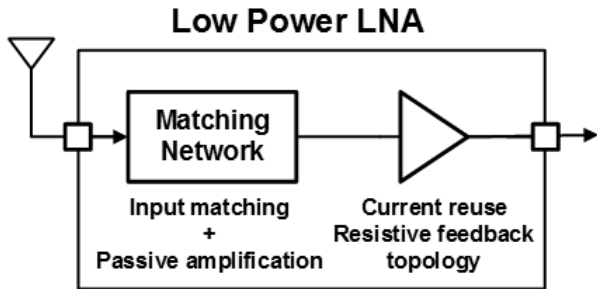 Low Power LNA
Matching
Network
Input matching
+
Passive amplification
Current reuse
Resistive feedback
topology